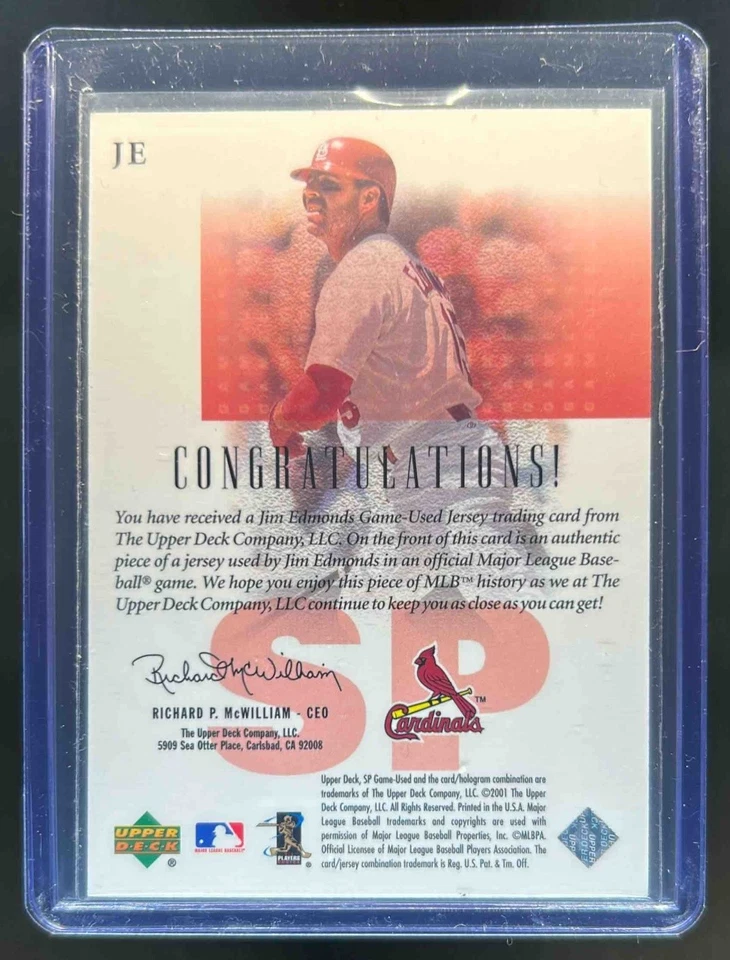 JE
CONGRATULATIONS!
You have received a Jim Edmonds Game-Used Jersey trading card from
The Upper Deck Company, LLC. On the front of this card is an authentic
piece of a jersey used by Jim Edmonds in an official Major League Base-
ball® game. We hope you enjoy this piece of MLB™ history as we at The
Upper Deck Company, LLC continue to keep you as close as you can get!
SP
Richard McWilliam
Cardinals™
RICHARD P. McWILLIAM - CEO
The Upper Deck Company, LLC.
5909 Sea Otter Place, Carlsbad, CA 92008
Upper Deck, SP Game-Used and the card/hologram combination are
trademarks of The Upper Deck Company, LLC. ©2001 The Upper
Deck Company, LLC. All Rights Reserved. Printed in the U.S.A. Major
League Baseball trademarks and copyrights are used with
permission of Major League Baseball Properties, Inc. ©MLBPA.
Official Licensee of Major League Baseball Players Association. The
card/jersey combination trademark is Reg. U.S. Pat. & Tm. Off.
UPPER
DECK®
MAJOR LEAGUE BASEBALL®
PLAYERS